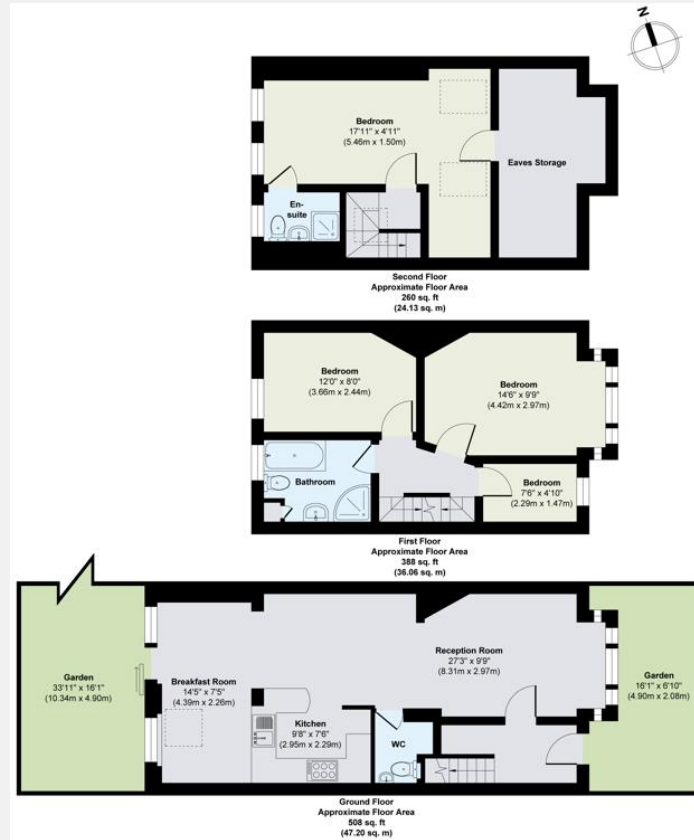 N
Bedroom
17'11" x 4'11"
(5.46m x 1.50m)
Eaves Storage
En-
suite
Second Floor
Approximate Floor Area
260 sq. ft
(24.13 sq. m)
Bedroom
12'0" x 8'0"
(3.66m x 2.44m)
Bedroom
14'6" x 9'9"
(4.42m x 2.97m)
Bathroom
Bedroom
7'6" x 4'10"
(2.29m x 1.47m)
First Floor
Approximate Floor Area
388 sq. ft
(36.06 sq. m)
Garden
33'11" x 16'1"
(10.34m x 4.90m)
Breakfast Room
14'5" x 7'5"
(4.39m x 2.26m)
Reception Room
27'3" x 9'9"
(8.31m x 2.97m)
Garden
16'1" x 6'10"
(4.90m x 2.08m)
Kitchen
9'8" x 7'6"
(2.95m x 2.29m)
WC
Ground Floor
Approximate Floor Area
508 sq. ft
(47.20 sq. m)